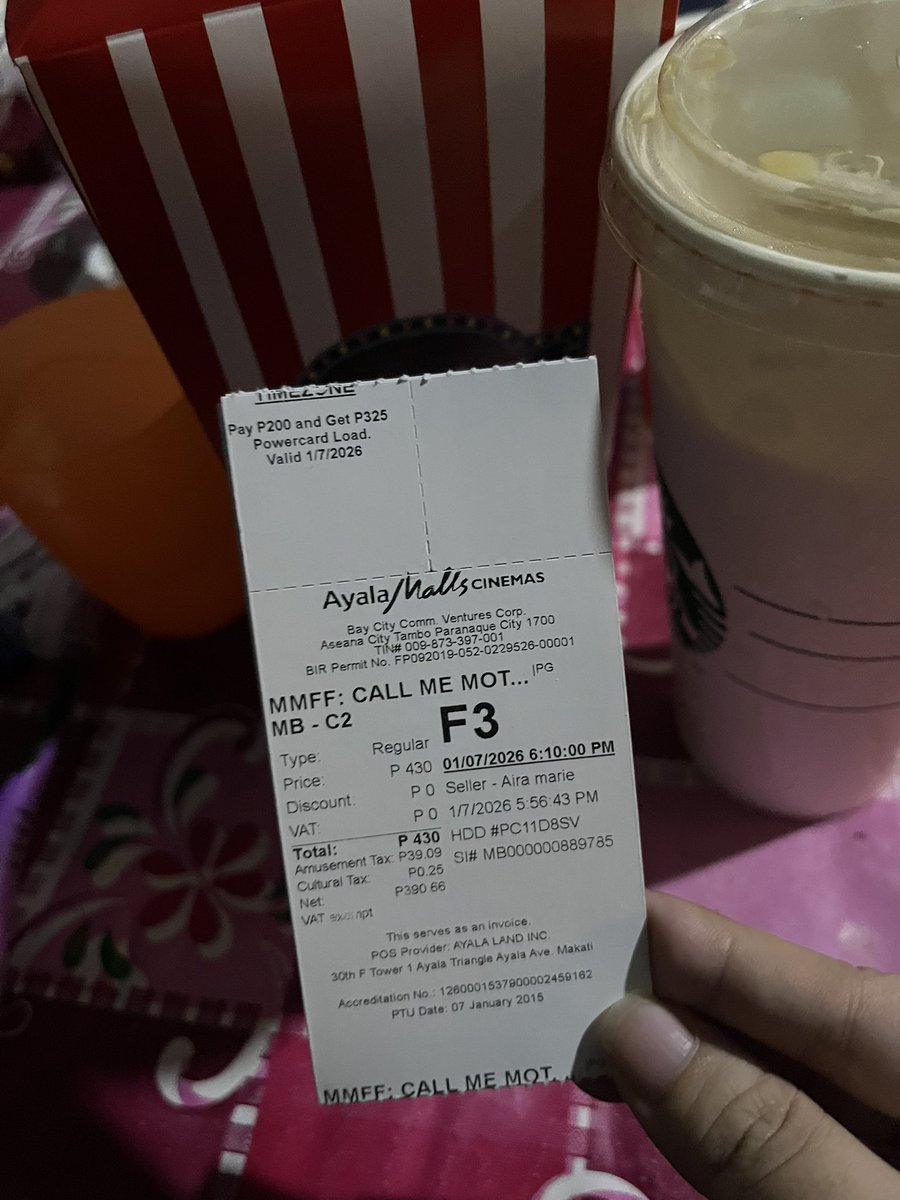 TIMEZONE
Pay P200 and Get P325
Powercard Load.
Valid 1/7/2026
Ayala Malls CINEMAS
Bay City Comm. Ventures Corp.
Aseana City Tambo Paranaque City 1700
TIN# 009-873-397-001
BIR Permit No. FP092019-052-0229526-00001
MMFF: CALL ME MOT... |PG
MB - C2
F3
Type: Regular
01/07/2026 6:10:00 PM
Price: P 430
Seller - Aira marie
Discount: P 0
1/7/2026 5:56:43 PM
VAT: P 0
HDD #PC11D8SV
Total: P 430
SI# MB000000889785
Amusement Tax: P39.09
Cultural Tax: P0.25
Net: P390.66
VAT exempt
This serves as an invoice.
POS Provider: AYALA LAND INC.
30th F Tower 1 Ayala Triangle Ayala Ave. Makati
Accreditation No.: 1260001537900002459162
PTU Date: 07 January 2015
MMFF: CALL ME MOT...